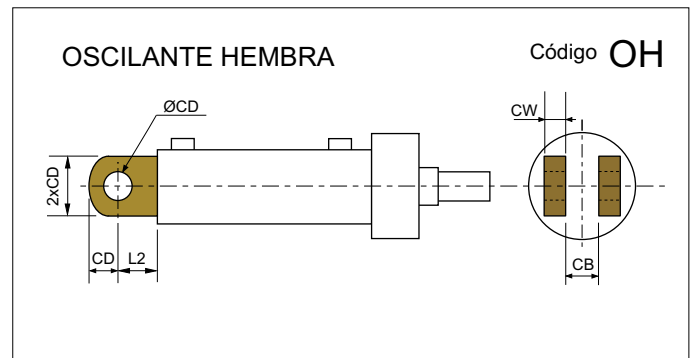 OSCILANTE HEMBRA
Código OH
ØCD
CW
2xCD
CD
L2
CB